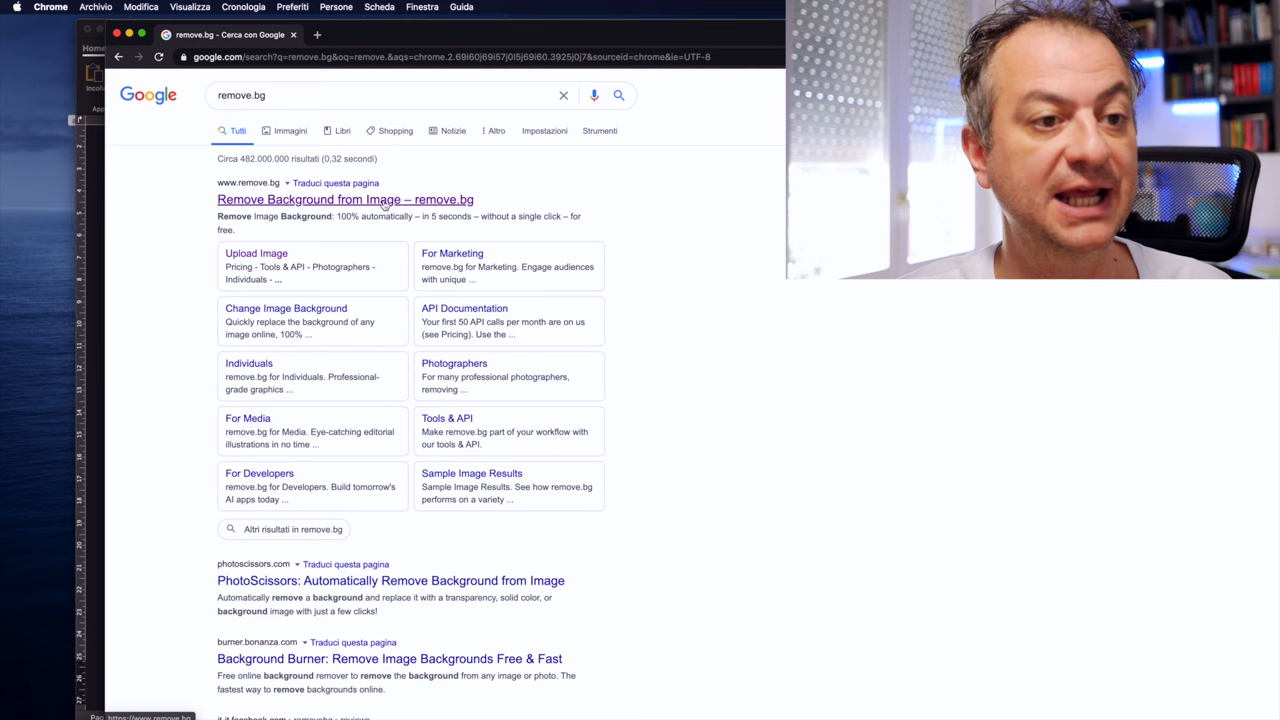 Chrome Archivio Modifica Visualizza Cronologia Preferiti Persone Scheda Finestra Guida
remove.bg - Cerca con Google
Home
google.com/search?q=remove.bg&oq=remove.&aqs=chrome.2.69i60j69i57j0l5j69i60.3925j0j7&sourceid=chrome&ie=UTF-8
Incolla
Google
remove.bg
Tutti Immagini Libri Shopping Notizie Altro Impostazioni Strumenti
Circa 482.000.000 risultati (0,32 secondi)
www.remove.bg Traduci questa pagina
Remove Background from Image – remove.bg
Remove Image Background: 100% automatically – in 5 seconds – without a single click – for
free.
Upload Image
Pricing - Tools & API - Photographers -
Individuals - ...
For Marketing
remove.bg for Marketing. Engage audiences
with unique ...
Change Image Background
Quickly replace the background of any
image online, 100% ...
API Documentation
Your first 50 API calls per month are on us
(see Pricing). Use the ...
Individuals
remove.bg for Individuals. Professional-
grade graphics ...
Photographers
For many professional photographers,
removing ...
For Media
remove.bg for Media. Eye-catching editorial
illustrations in no time ...
Tools & API
Make remove.bg part of your workflow with
our tools & API.
For Developers
remove.bg for Developers. Build tomorrow's
AI apps today ...
Sample Image Results
Sample Image Results. See how remove.bg
performs on a variety ...
Altri risultati in remove.bg
photoscissors.com Traduci questa pagina
PhotoScissors: Automatically Remove Background from Image
Automatically remove a background and replace it with a transparency, solid color, or
background image with just a few clicks!
burner.bonanza.com Traduci questa pagina
Background Burner: Remove Image Backgrounds Free & Fast
Free online background remover to remove the background from any image or photo. The
fastest way to remove backgrounds online.
https://www.remove.bg